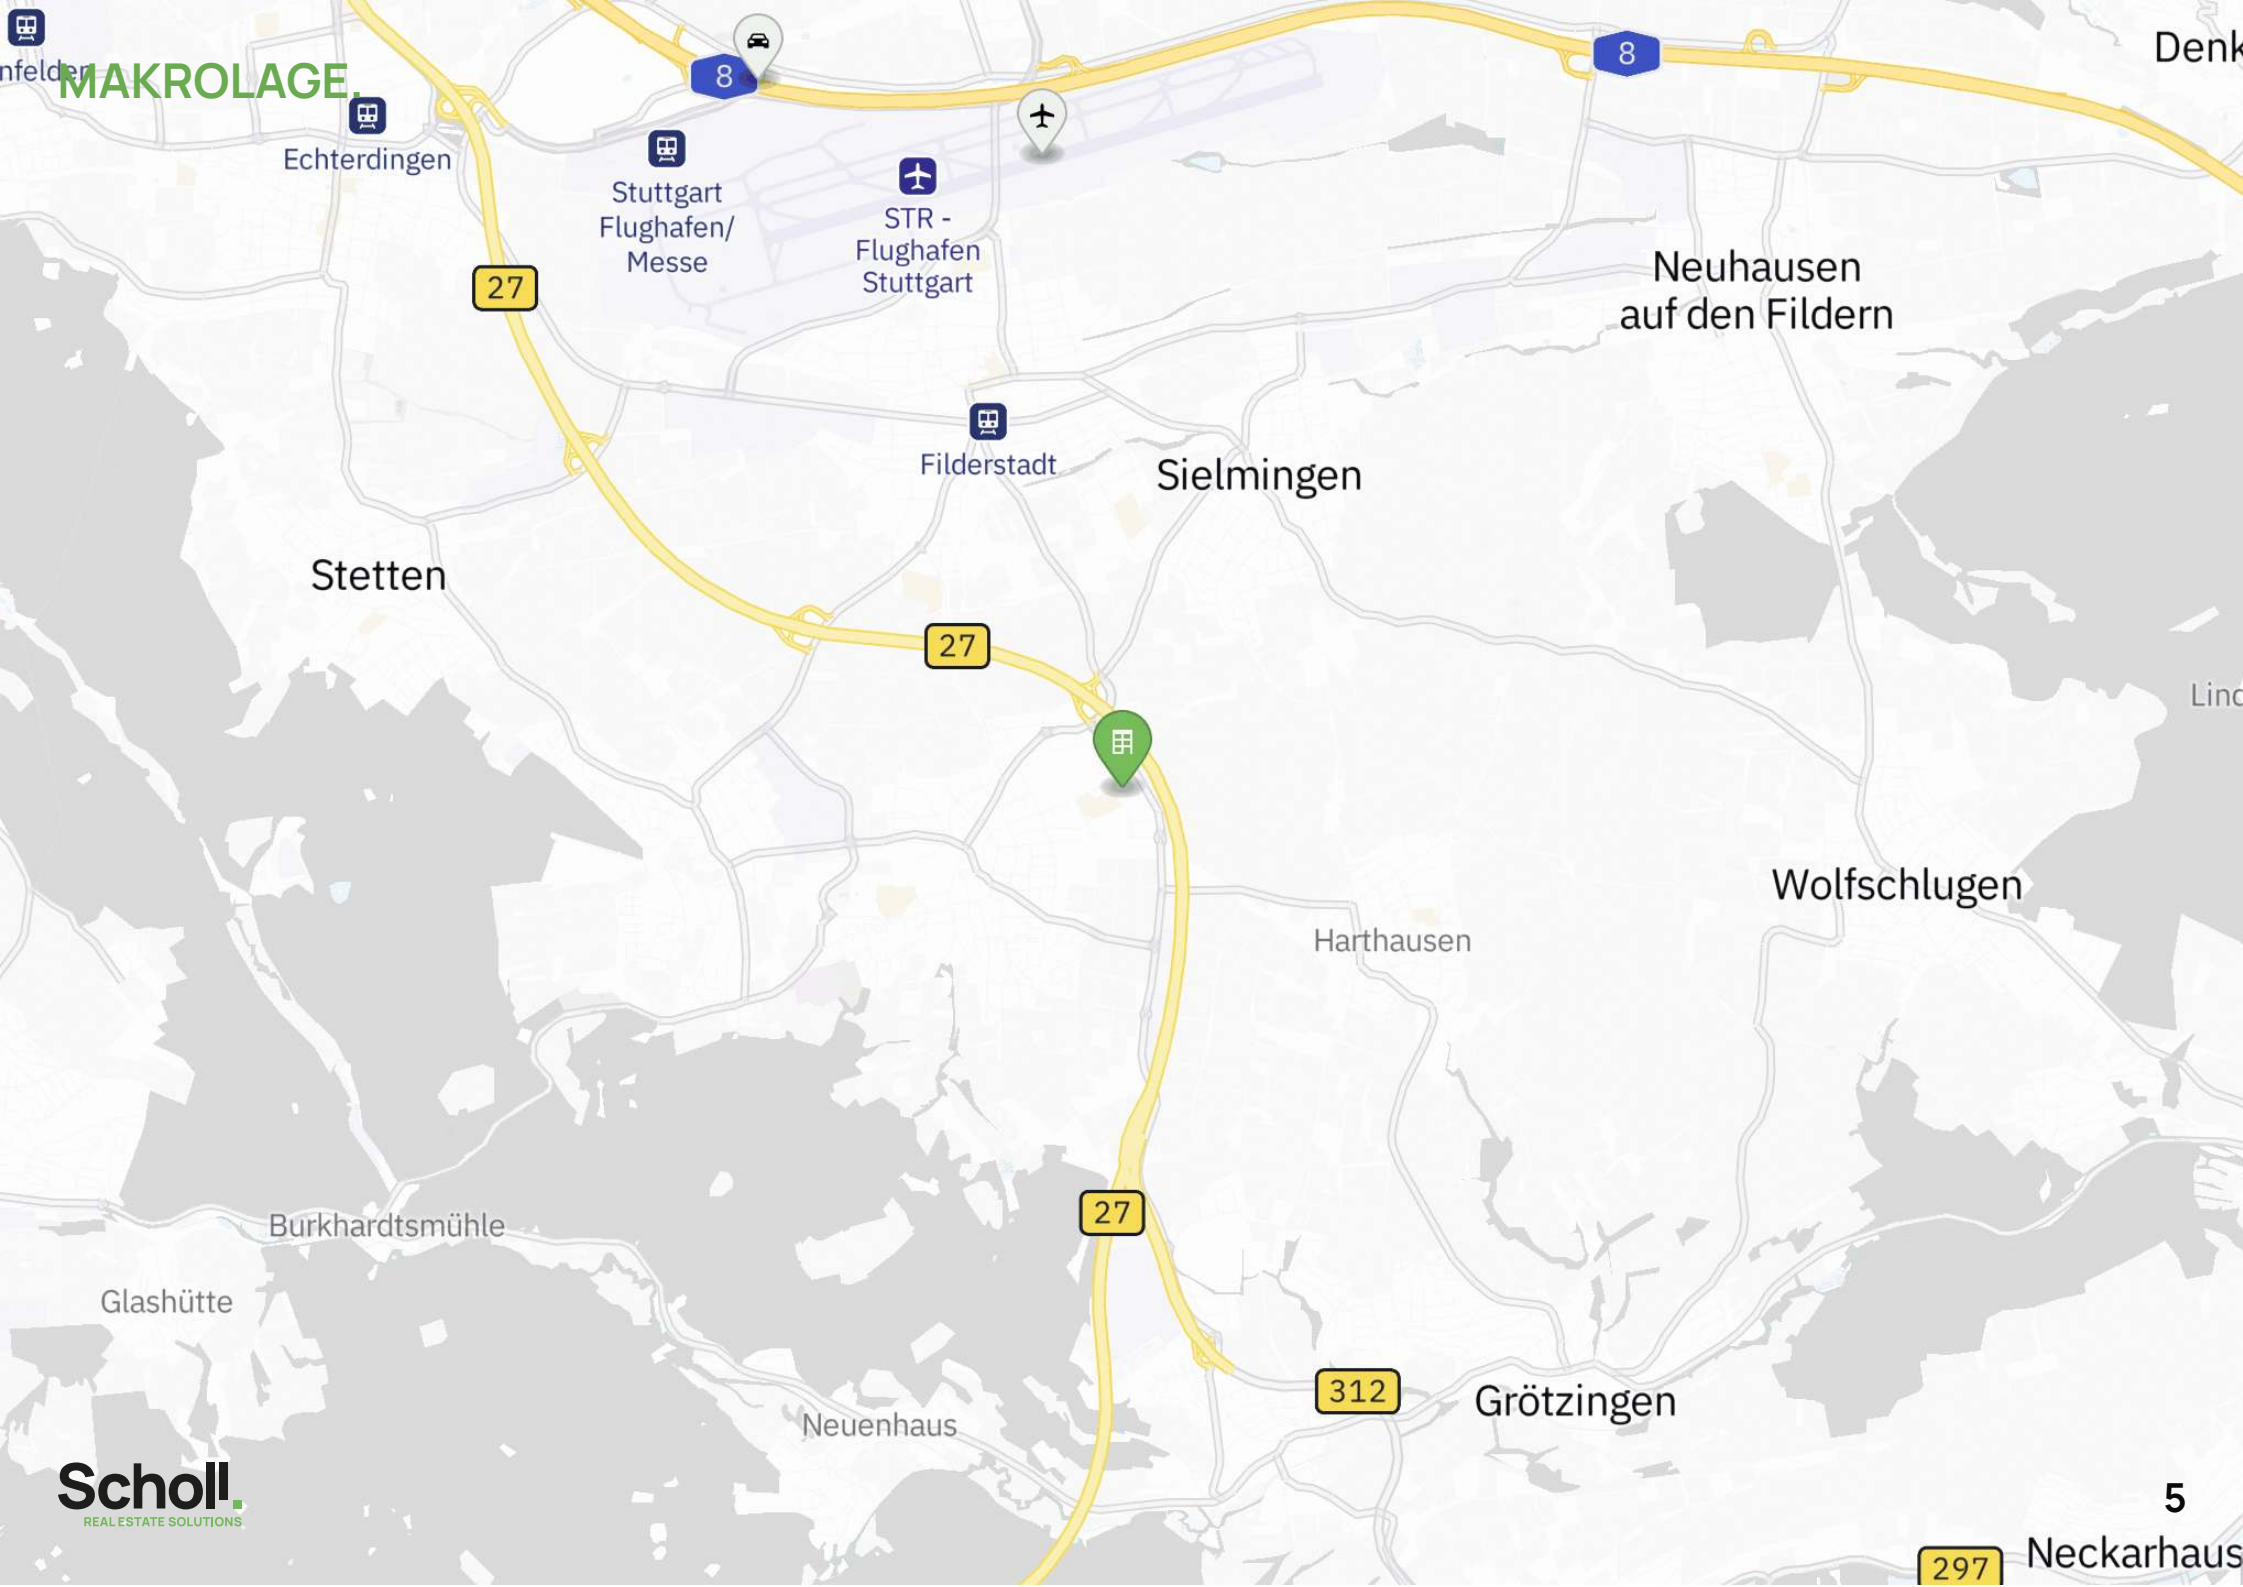 MAKROLAGE.
nfelden
8
8
Denk
Echterdingen
Stuttgart
Flughafen/
Messe
STR -
Flughafen
Stuttgart
27
Neuhausen
auf den Fildern
Filderstadt
Sielmingen
Stetten
27
Lind
Wolfschlugen
Harthausen
27
Burkhardtsmühle
Glashütte
312
Grötzingen
Neuenhaus
Scholl.
REAL ESTATE SOLUTIONS
5
297
Neckarhaus